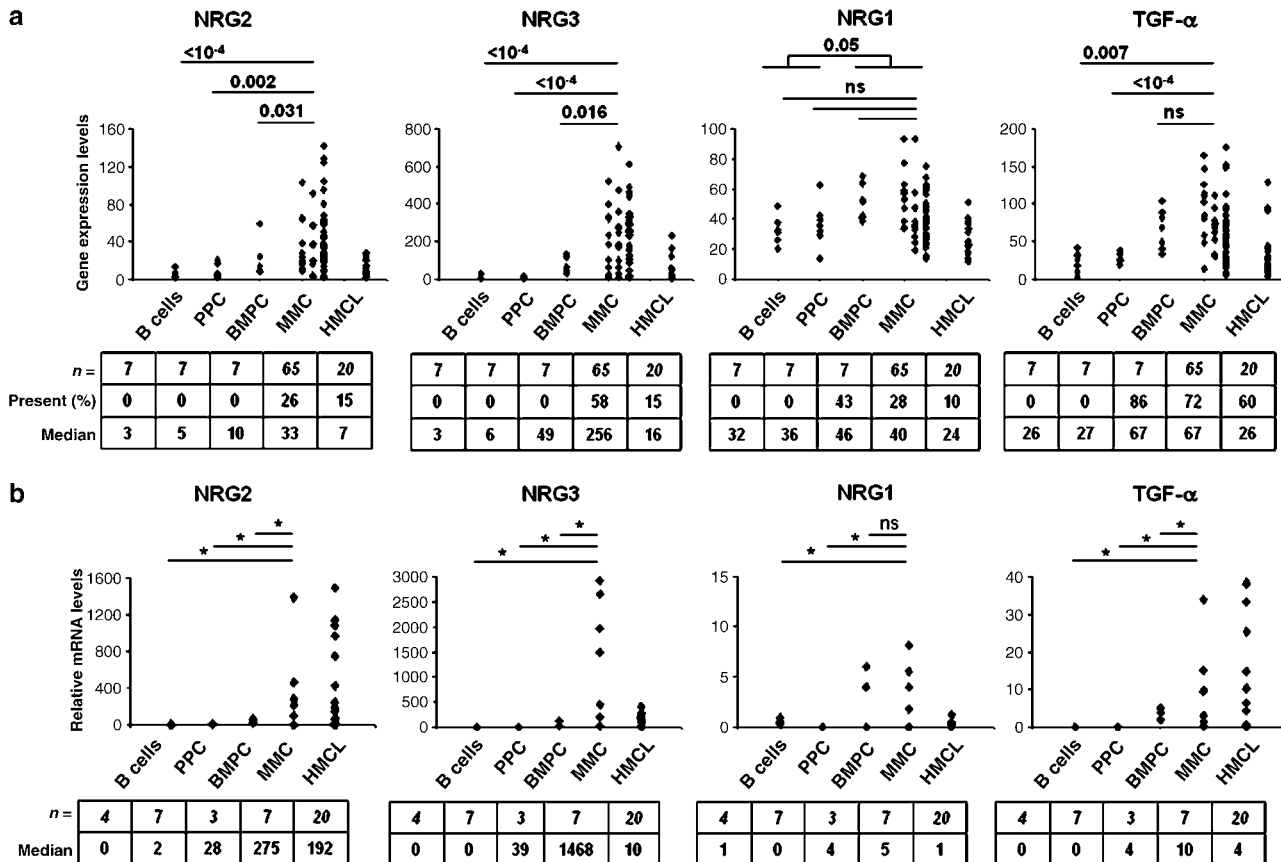 a
NRG2 NRG3 NRG1 TGF-α
<10-4 <10-4 0.05 0.007
0.002 <10-4 ns <10-4
0.031 0.016 ns
Gene expression levels
160 800 100 200
120 600 80 150
80 400 60 100
40 200 40 50
20
0 0 0 0
B cells PPC BMPC MMC HMCL B cells PPC BMPC MMC HMCL B cells PPC BMPC MMC HMCL B cells PPC BMPC MMC HMCL
n = 7 7 7 65 20 7 7 7 65 20 7 7 7 65 20 7 7 7 65 20
Present (%) 0 0 0 26 15 0 0 0 58 15 0 0 43 28 10 0 0 86 72 60
Median 3 5 10 33 7 3 6 49 256 16 32 36 46 40 24 26 27 67 67 26
b
NRG2 NRG3 NRG1 TGF-α
* * ns *
* * * *
* * * *
Relative mRNA levels
1600 3000 15 40
2500
1200 30
2000 10
800 1500 20
1000 5
400 10
500
0 0 0 0
B cells PPC BMPC MMC HMCL B cells PPC BMPC MMC HMCL B cells PPC BMPC MMC HMCL B cells PPC BMPC MMC HMCL
n = 4 7 3 7 20 4 7 3 7 20 4 7 3 7 20 4 7 3 7 20
Median 0 2 28 275 192 0 0 39 1468 10 1 0 4 5 1 0 0 4 10 4